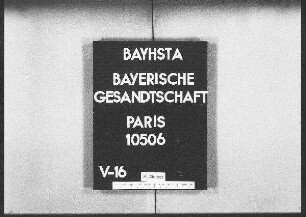 BAYHSTA
BAYERISCHE
GESANDTSCHAFT
PARIS
10506
V-16